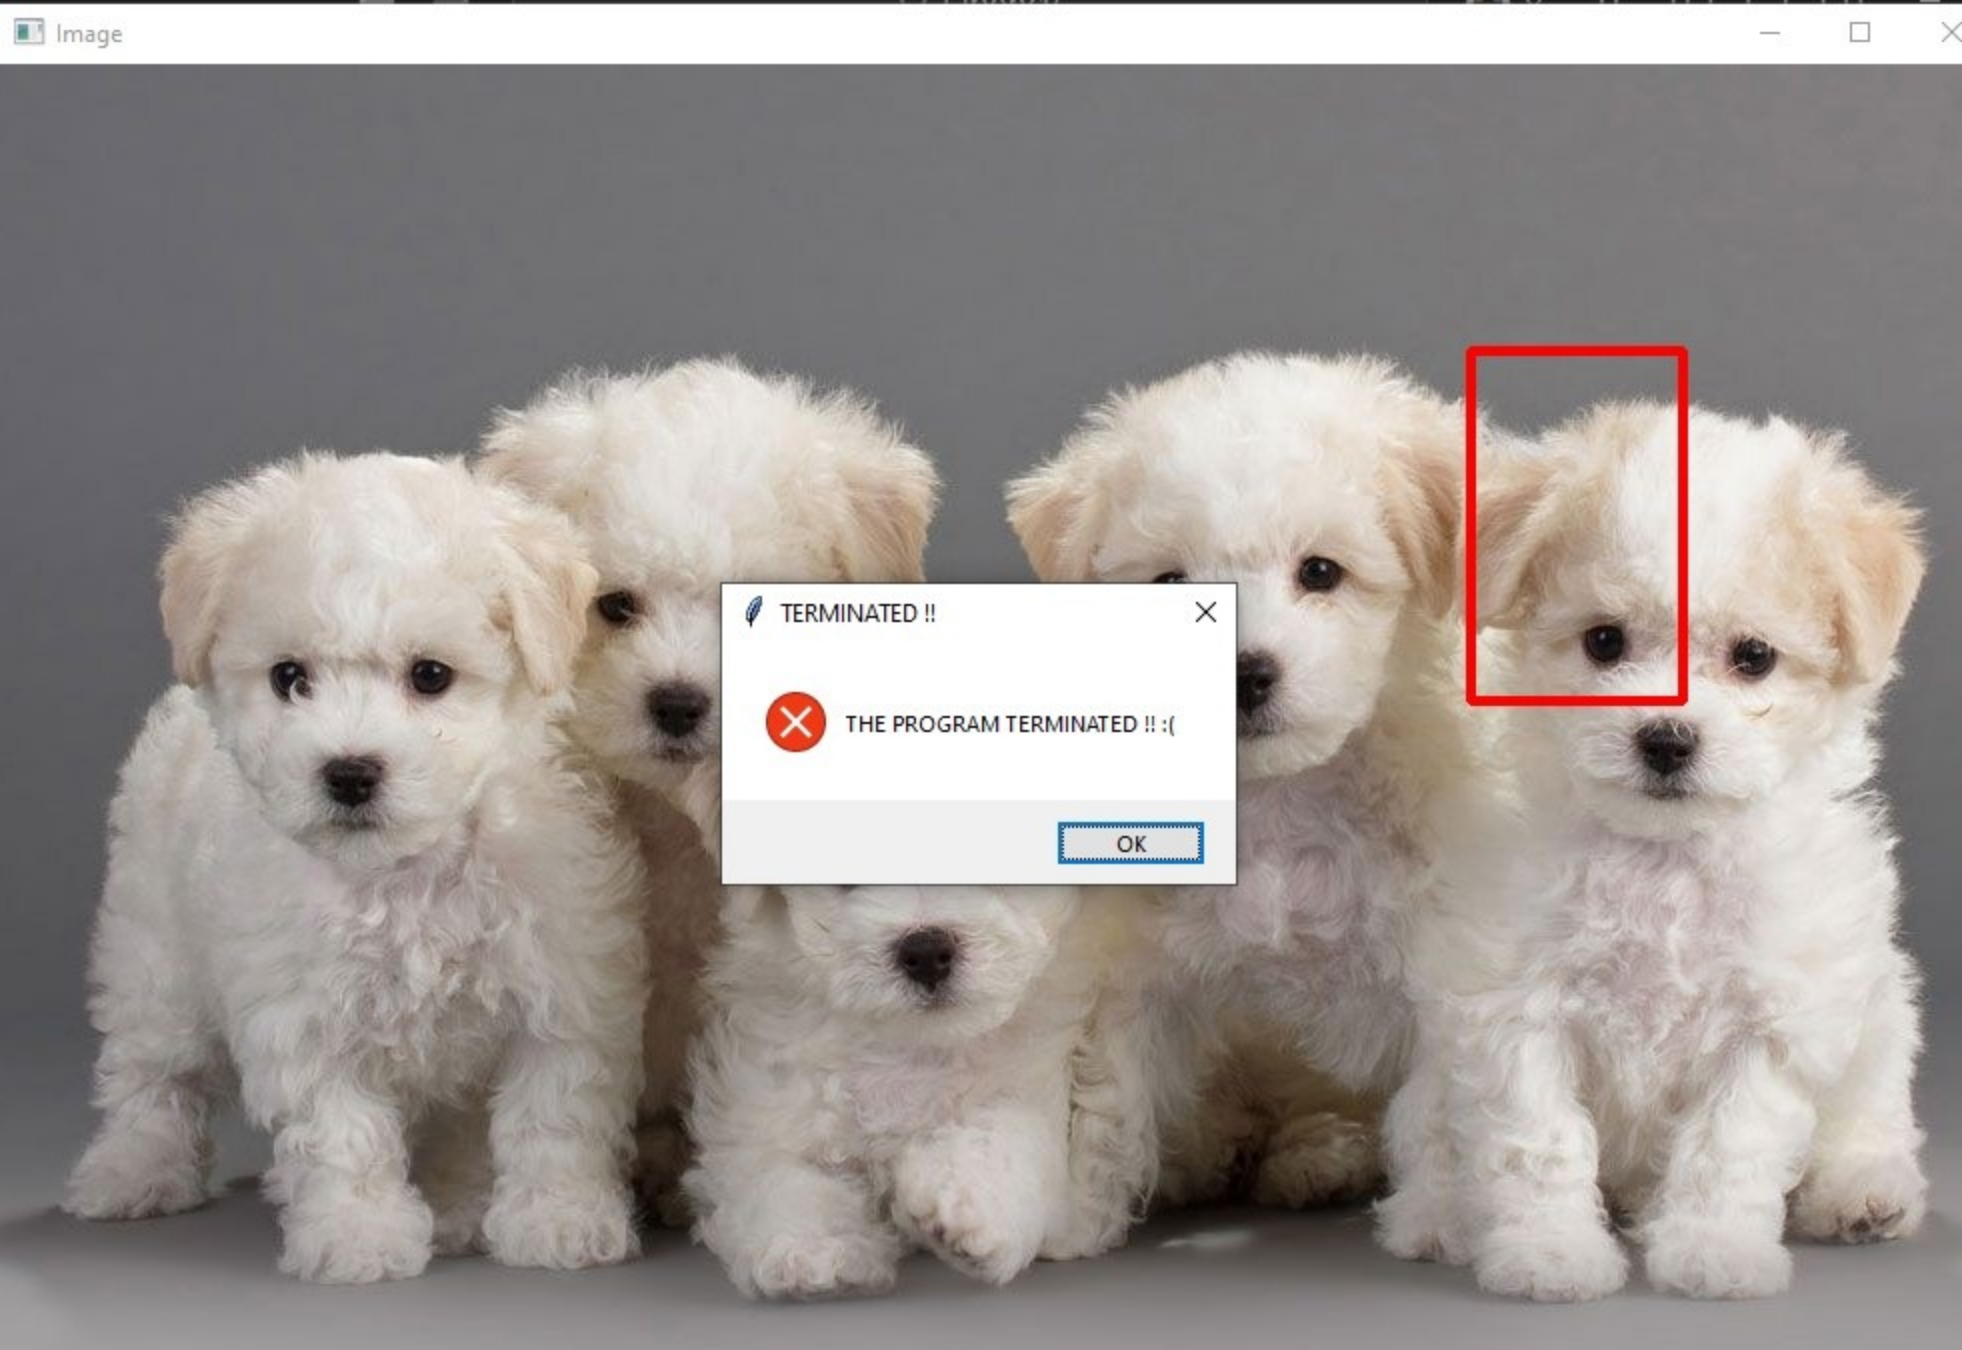 Image
TERMINATED !!
THE PROGRAM TERMINATED !! :(
OK